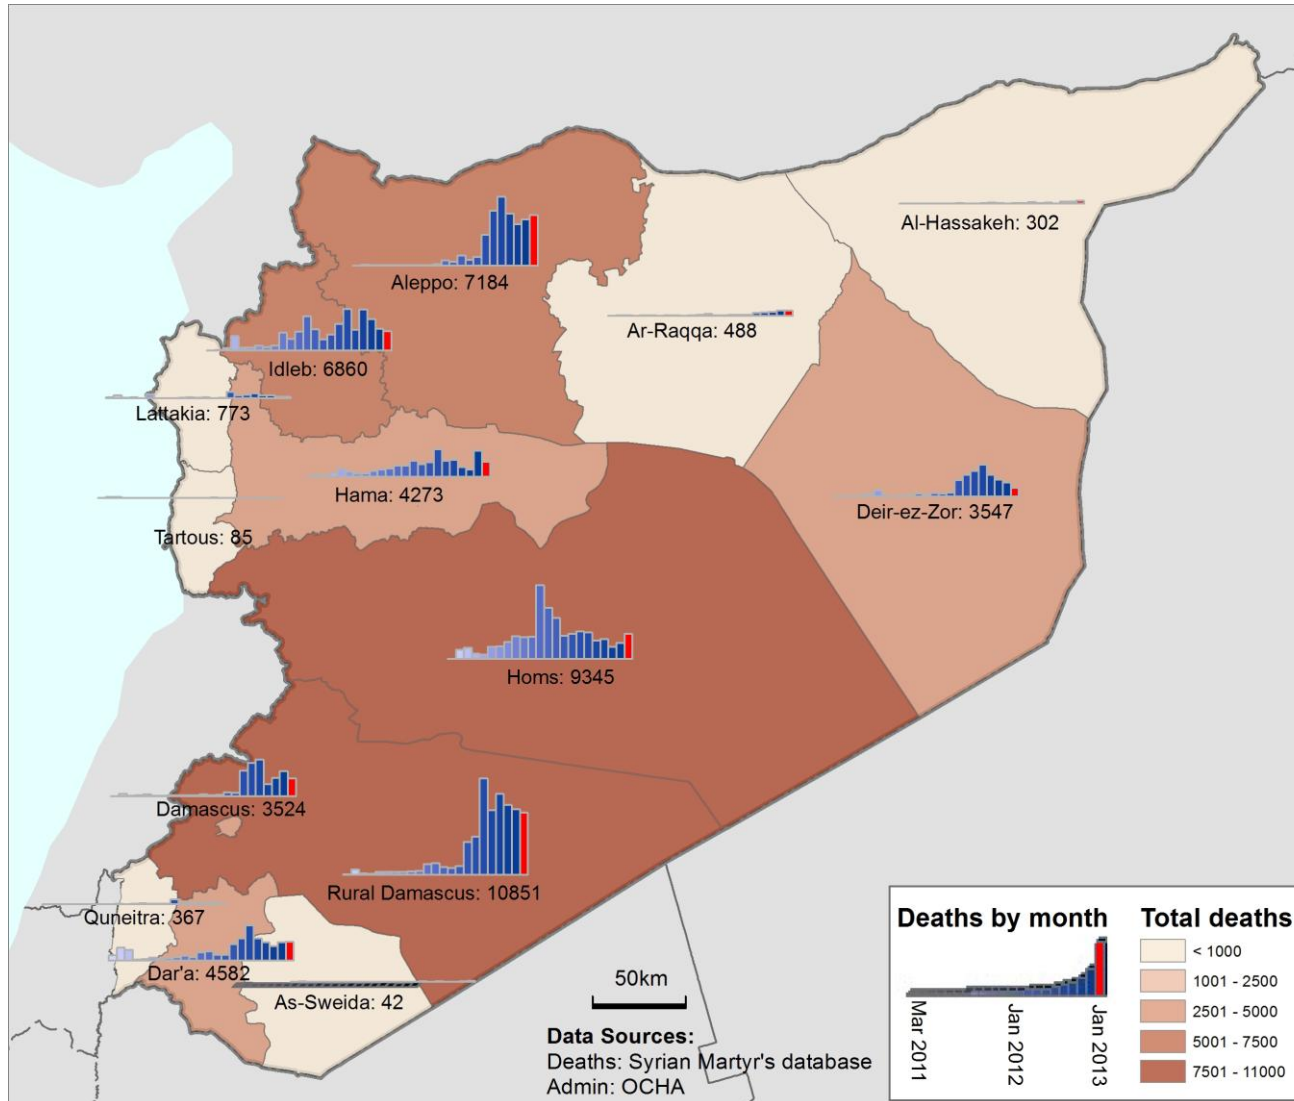 Al-Hassakeh: 302
Aleppo: 7184
Ar-Raqqa: 488
Idleb: 6860
Lattakia: 773
Hama: 4273
Deir-ez-Zor: 3547
Tartous: 85
Homs: 9345
Damascus: 3524
Rural Damascus: 10851
Quneitra: 367
Dar'a: 4582
As-Sweida: 42
50km
Data Sources:
Deaths: Syrian Martyr's database
Admin: OCHA
Deaths by month
Mar 2011
Jan 2012
Jan 2013
Total deaths
< 1000
1001 - 2500
2501 - 5000
5001 - 7500
7501 - 11000